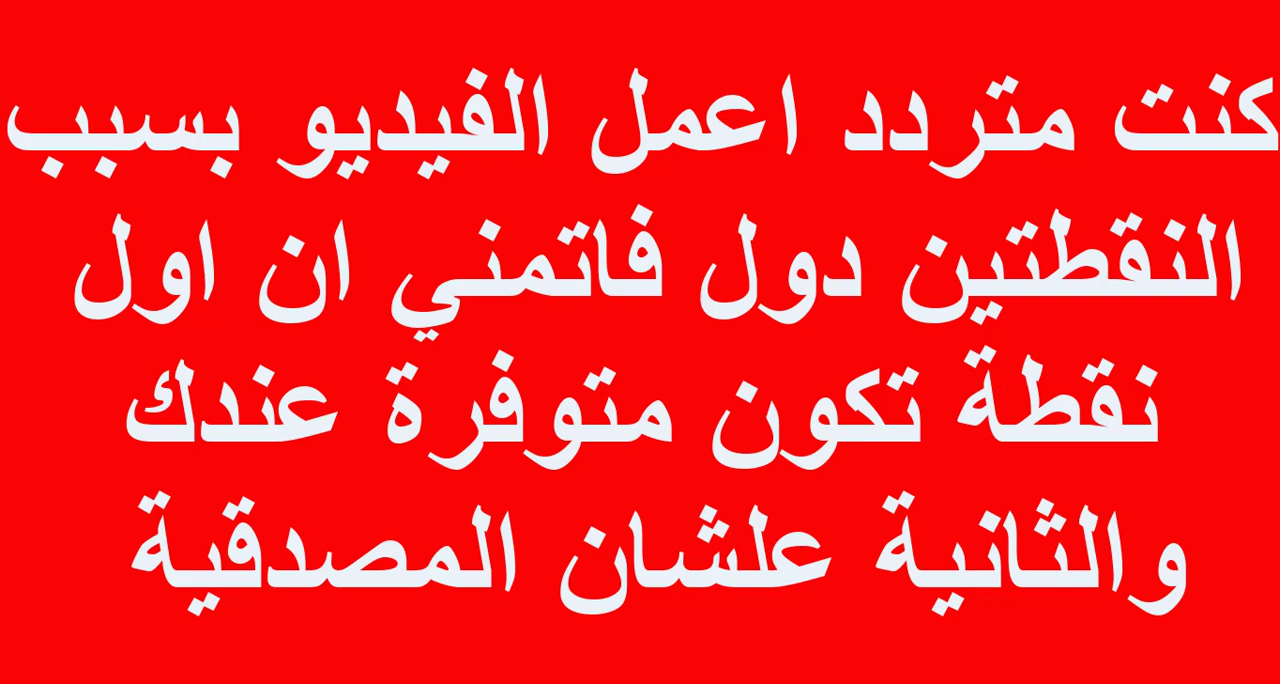 كنت متردد اعمل الفيديو بسبب
النقطتين دول فاتمني ان اول
نقطة تكون متوفرة عندك
والثانية علشان المصدقية